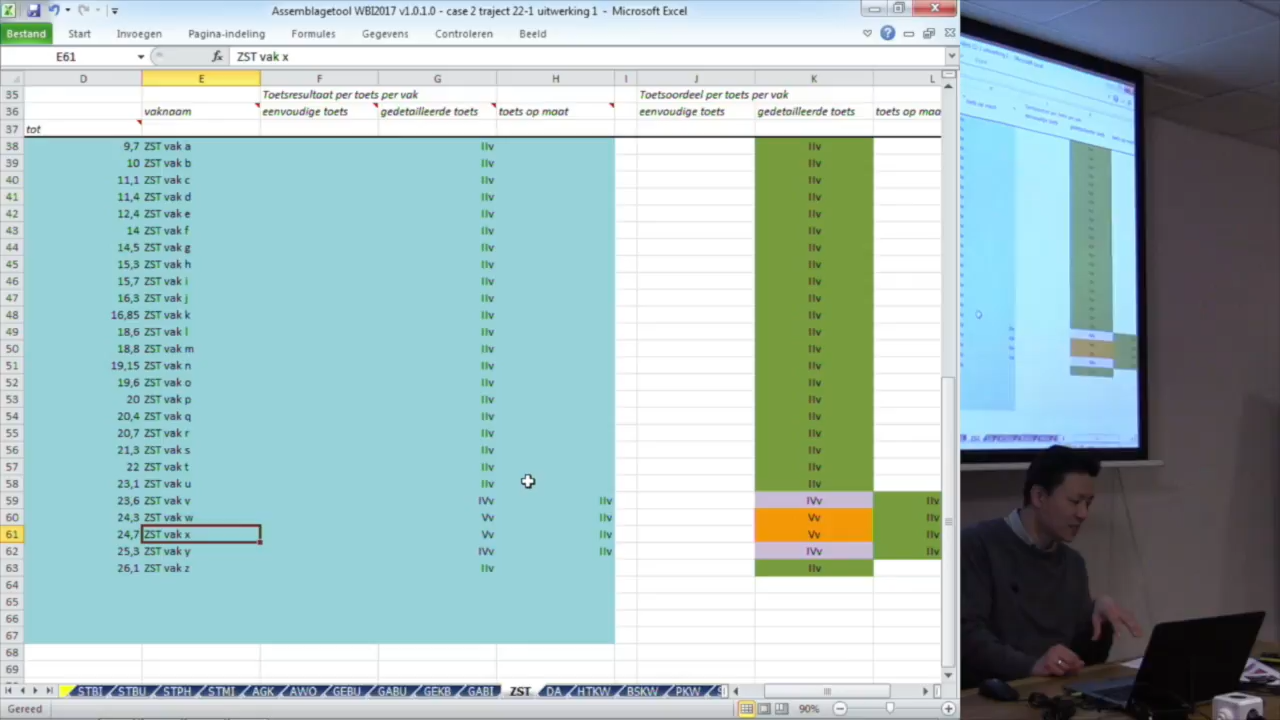 Assemblagetool WBI2017 v1.0.1.0 - case 2 traject 22-1 uitwerking 1 - Microsoft Excel
Bestand Start Invoegen Pagina-indeling Formules Gegevens Controleren Beeld
E61 fx ZST vak x
D E F G H I J K L
35 Toetsresultaat per toets per vak Toetsoordeel per toets per vak
36 vaknaam eenvoudige toets gedetailleerde toets toets op maat eenvoudige toets gedetailleerde toets toets op maa
37 tot
38 9,7 ZST vak a IIv IIv
39 10 ZST vak b IIv IIv
40 11,1 ZST vak c IIv IIv
41 11,4 ZST vak d IIv IIv
42 12,4 ZST vak e IIv IIv
43 14 ZST vak f IIv IIv
44 14,5 ZST vak g IIv IIv
45 15,3 ZST vak h IIv IIv
46 15,7 ZST vak i IIv IIv
47 16,3 ZST vak j IIv IIv
48 16,85 ZST vak k IIv IIv
49 18,6 ZST vak l IIv IIv
50 18,8 ZST vak m IIv IIv
51 19,15 ZST vak n IIv IIv
52 19,6 ZST vak o IIv IIv
53 20 ZST vak p IIv IIv
54 20,4 ZST vak q IIv IIv
55 20,7 ZST vak r IIv IIv
56 21,3 ZST vak s IIv IIv
57 22 ZST vak t IIv IIv
58 23,1 ZST vak u IIv IIv
59 23,6 ZST vak v IVv IIv IVv IIv
60 24,3 ZST vak w Vv IIv Vv IIv
61 24,7 ZST vak x Vv IIv Vv IIv
62 25,3 ZST vak y IVv IIv IVv IIv
63 26,1 ZST vak z IIv IIv
64
65
66
67
68
69
STBI STBU STPH STMI AGK AWO GEBU GABU GEKB GABI ZST DA HTKW BSKW PKW
Gereed 90%